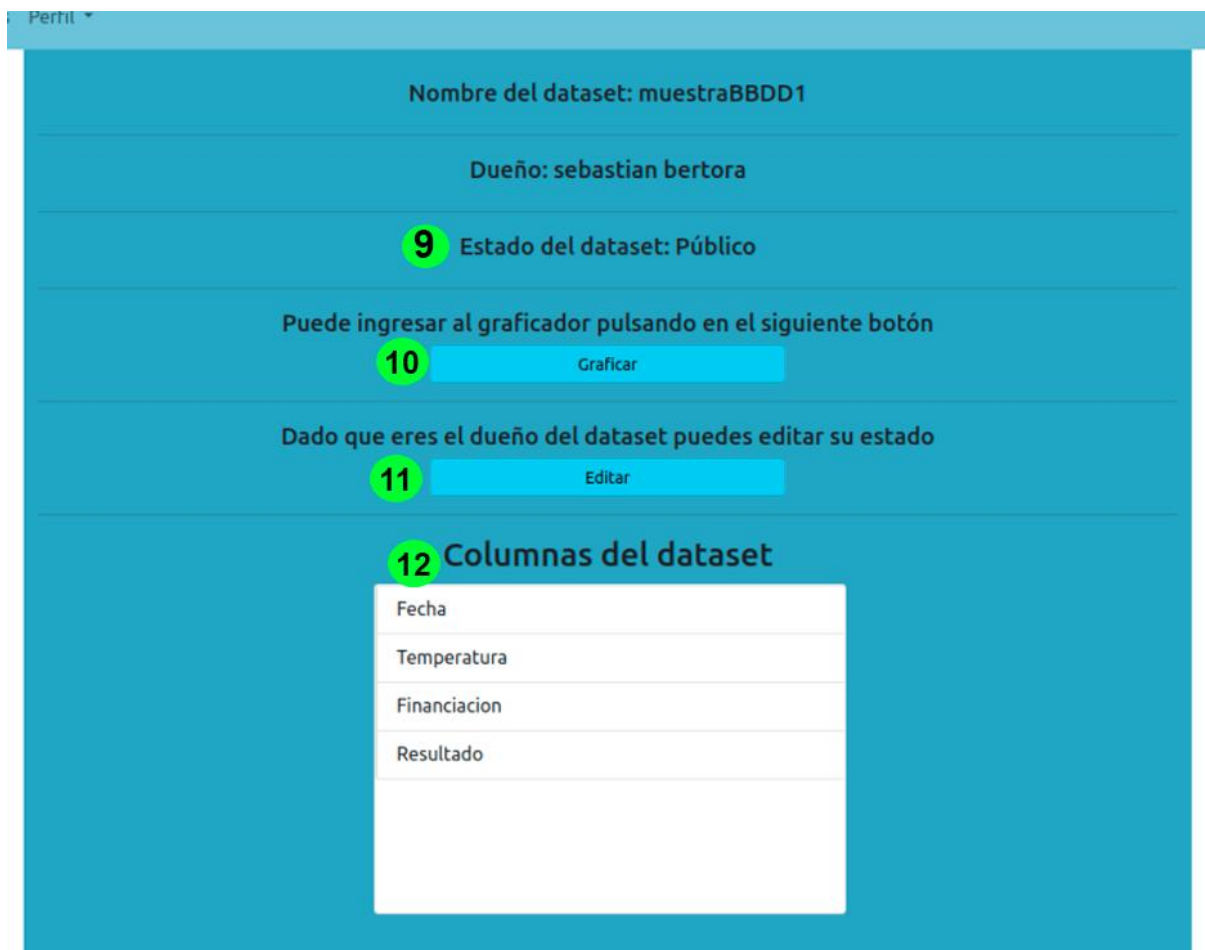 Perfil
Nombre del dataset: muestraBBDD1
Dueño: sebastian bertora
9 Estado del dataset: Público
Puede ingresar al graficador pulsando en el siguiente botón
10 Graficar
Dado que eres el dueño del dataset puedes editar su estado
11 Editar
12 Columnas del dataset
Fecha
Temperatura
Financiacion
Resultado